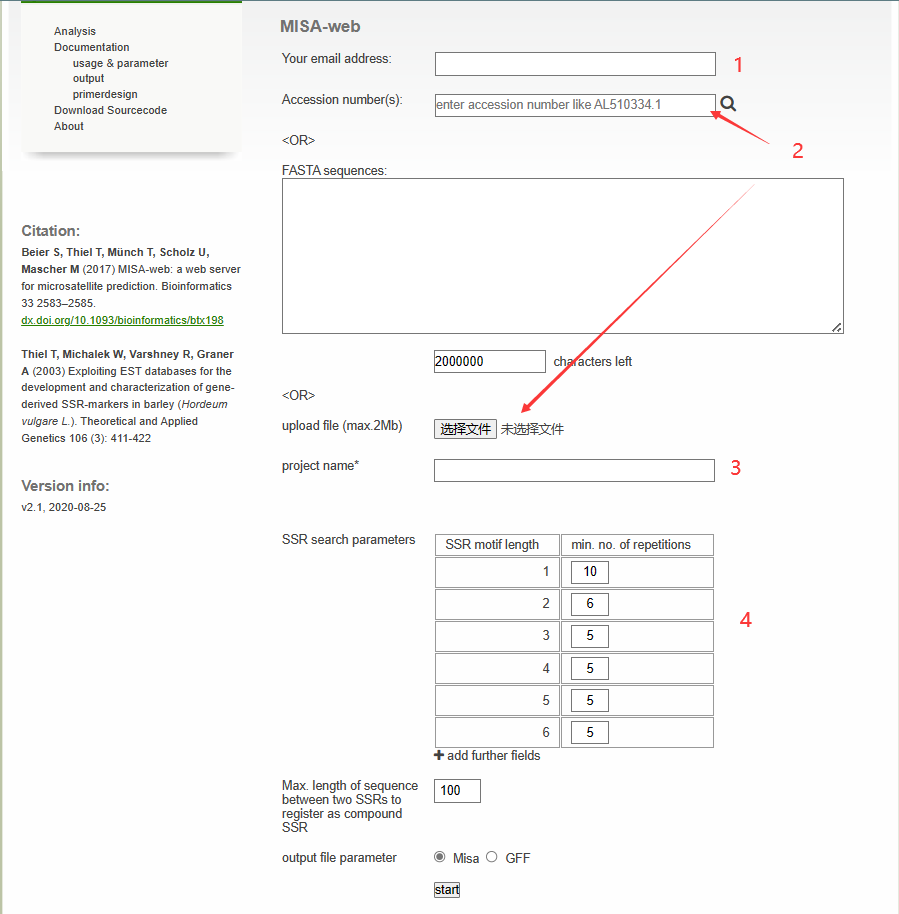 Analysis
Documentation
usage & parameter
output
primerdesign
Download Sourcecode
About
Citation:
Beier S, Thiel T, Münch T, Scholz U,
Mascher M (2017) MISA-web: a web server
for microsatellite prediction. Bioinformatics
33 2583–2585.
dx.doi.org/10.1093/bioinformatics/btx198
Thiel T, Michalek W, Varshney R, Graner
A (2003) Exploiting EST databases for the
development and characterization of gene-
derived SSR-markers in barley (Hordeum
vulgare L.). Theoretical and Applied
Genetics 106 (3): 411-422
Version info:
v2.1, 2020-08-25
MISA-web
Your email address:
1
Accession number(s): enter accession number like AL510334.1
2
<OR>
FASTA sequences:
2000000 characters left
<OR>
upload file (max.2Mb) 选择文件 未选择文件
project name*
3
SSR search parameters
SSR motif length min. no. of repetitions
1 10
2 6
3 5
4
4 5
5 5
6 5
+ add further fields
Max. length of sequence
between two SSRs to
register as compound
SSR
100
output file parameter Misa GFF
start